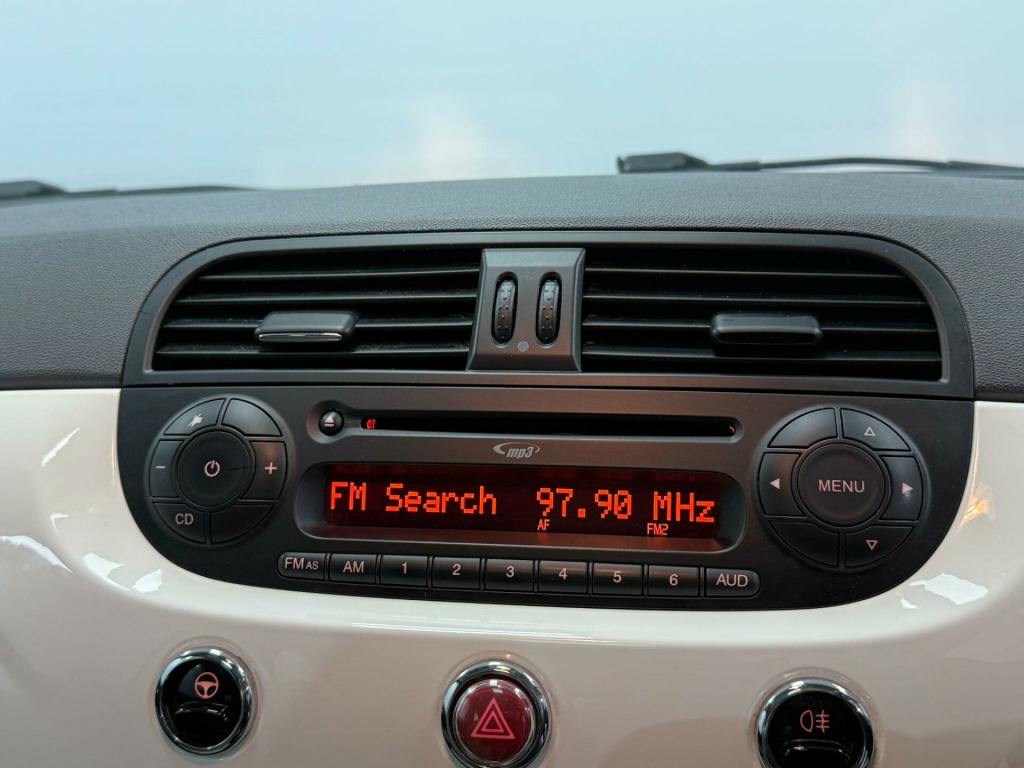 mp3
FM Search 97.90 MHz
AF FM2
− +
CD
MENU
FM AS AM 1 2 3 4 5 6 AUD